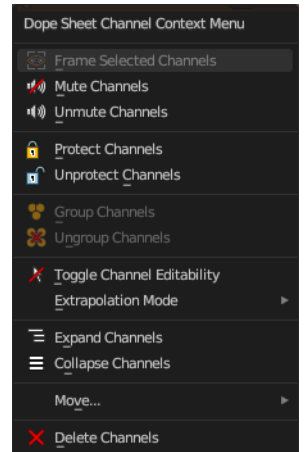 Dope Sheet Channel Context Menu
Frame Selected Channels
Mute Channels
Unmute Channels
Protect Channels
Unprotect Channels
Group Channels
Ungroup Channels
Toggle Channel Editability
Extrapolation Mode
Expand Channels
Collapse Channels
Move...
Delete Channels